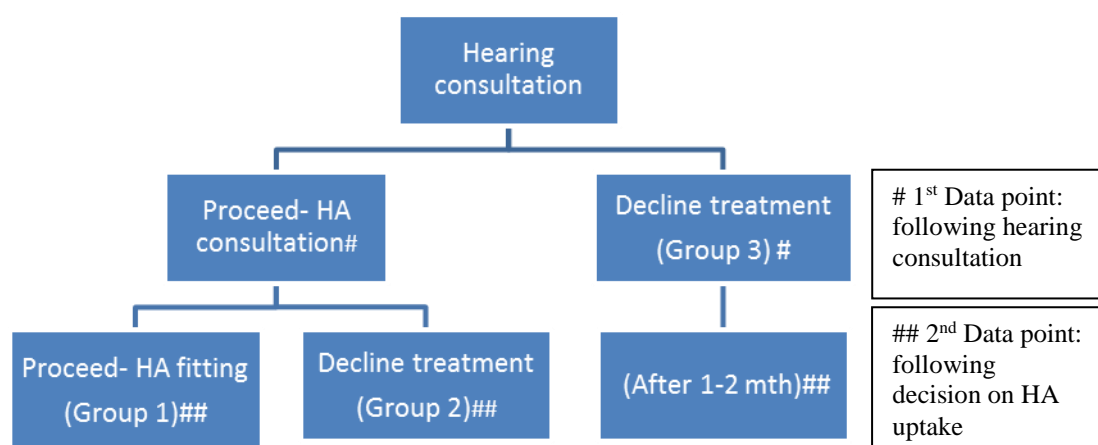 Hearing
consultation
Proceed- HA
consultation#
Decline treatment
(Group 3) #
# 1st Data point:
following hearing
consultation
Proceed- HA fitting
(Group 1)##
Decline treatment
(Group 2)##
(After 1-2 mth)##
## 2nd Data point:
following
decision on HA
uptake